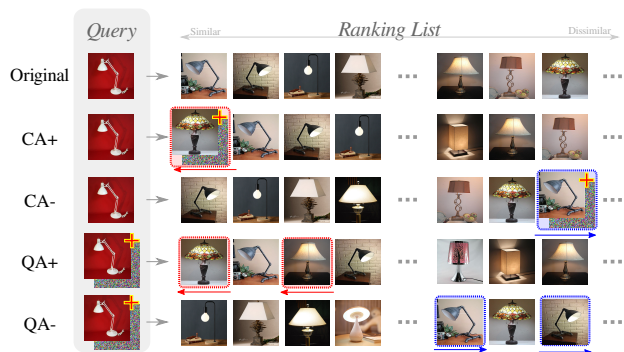 Query
Similar
Ranking List
Dissimilar
Original
...
...
CA+
+
...
...
CA-
...
+
...
QA+
+
...
...
QA-
+
...
...